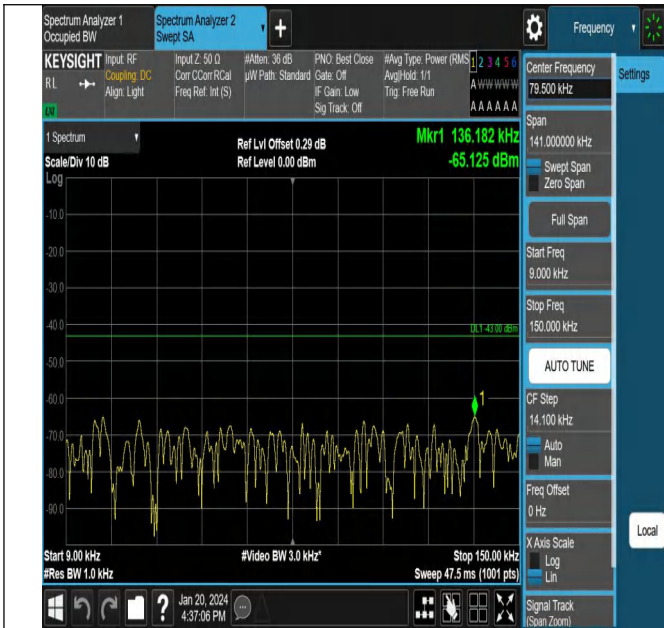 Spectrum Analyzer 1
Occupied BW
Spectrum Analyzer 2
Swept SA
+
Frequency
KEYSIGHT
RL
LXI
Input: RF
Coupling: DC
Align: Light
Input Z: 50 Ω
Corr CCorr RCal
Freq Ref: Int (S)
#Atten: 36 dB
µW Path: Standard
PNO: Best Close
Gate: Off
IF Gain: Low
Sig Track: Off
#Avg Type: Power (RMS
Avg|Hold: 1/1
Trig: Free Run
1 2 3 4 5 6
A W W W W W
A A A A A A
1 Spectrum
Scale/Div 10 dB
Ref Lvl Offset 0.29 dB
Ref Level 0.00 dBm
Mkr1 136.182 kHz
-65.125 dBm
Log
-10.0
-20.0
-30.0
-40.0
-50.0
-60.0
-70.0
-80.0
-90.0
DL1 -43.00 dBm
1
Start 9.00 kHz
#Res BW 1.0 kHz
#Video BW 3.0 kHz*
Stop 150.00 kHz
Sweep 47.5 ms (1001 pts)
?
Jan 20, 2024
4:37:06 PM
Center Frequency
79.500 kHz
Settings
Span
141.000000 kHz
Swept Span
Zero Span
Full Span
Start Freq
9.000 kHz
Stop Freq
150.000 kHz
AUTO TUNE
CF Step
14.100 kHz
Auto
Man
Freq Offset
0 Hz
Local
X Axis Scale
Log
Lin
Signal Track
(Span Zoom)